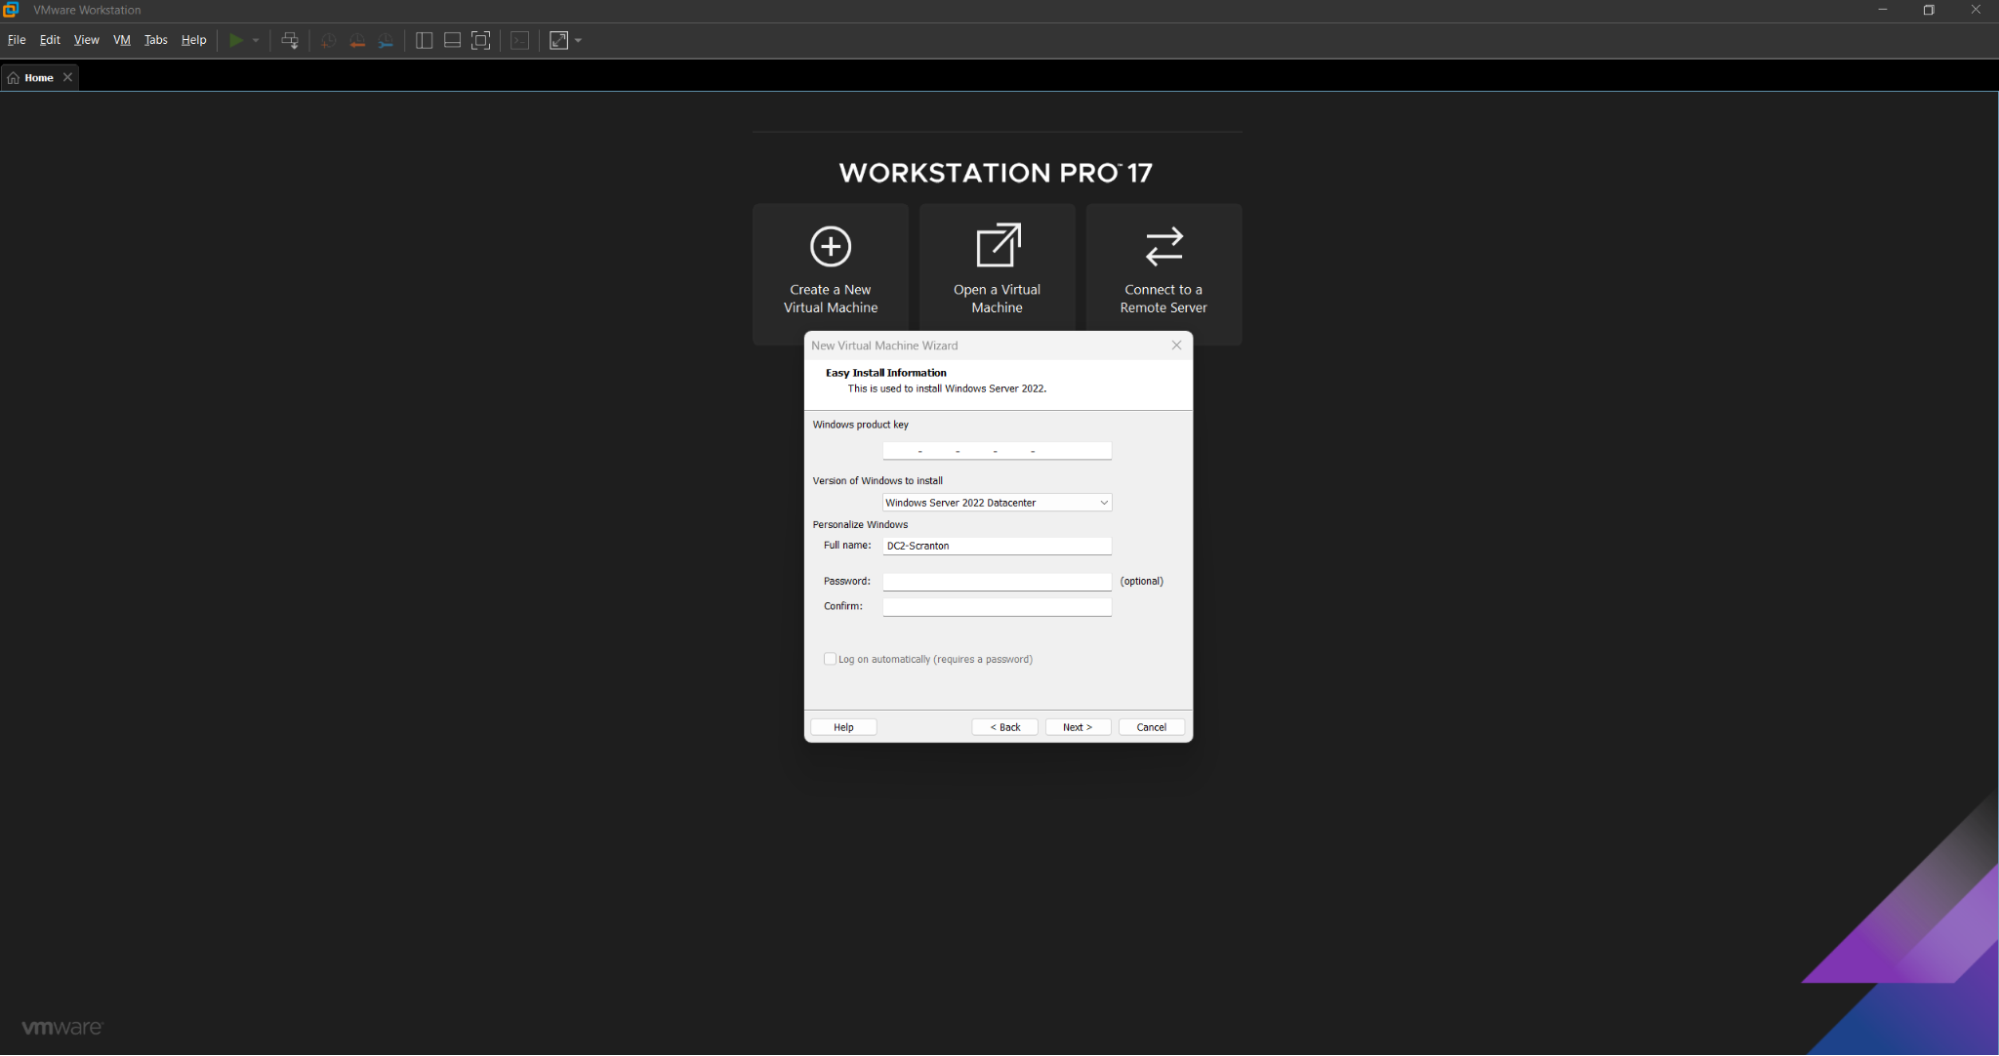 VMware Workstation
File Edit View VM Tabs Help
Home
WORKSTATION PRO™ 17
Create a New
Virtual Machine
Open a Virtual
Machine
Connect to a
Remote Server
New Virtual Machine Wizard
Easy Install Information
This is used to install Windows Server 2022.
Windows product key
- - - -
Version of Windows to install
Windows Server 2022 Datacenter
Personalize Windows
Full name: DC2-Scranton
Password: (optional)
Confirm:
Log on automatically (requires a password)
Help < Back Next > Cancel
vmware